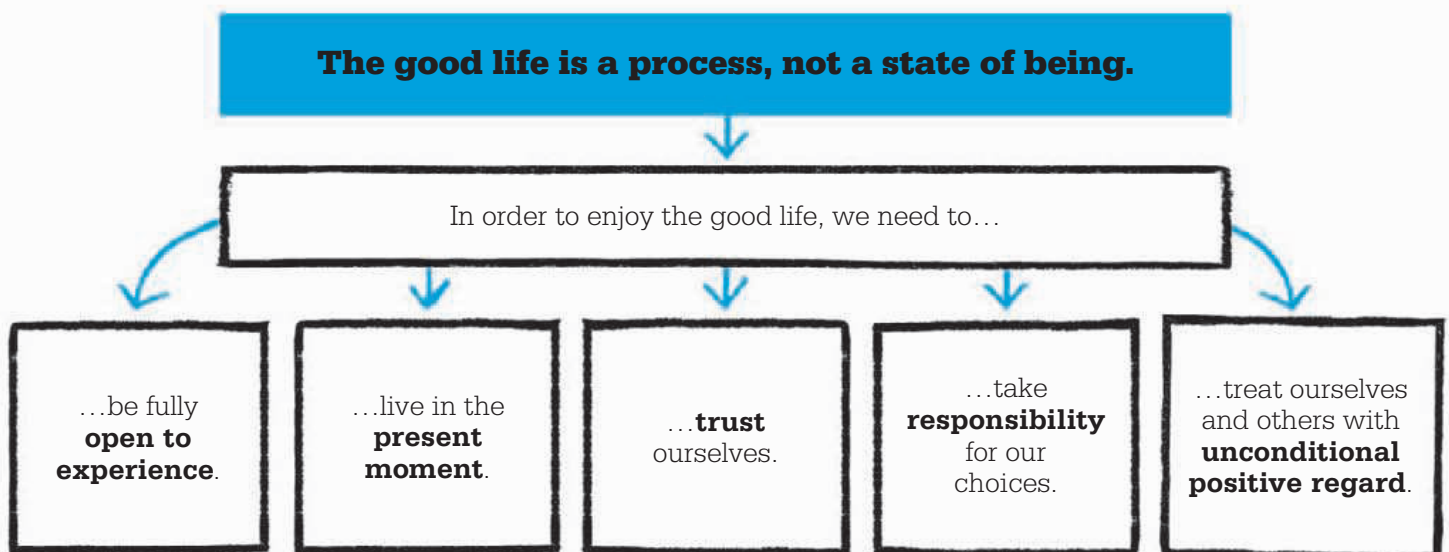 The good life is a process, not a state of being.
In order to enjoy the good life, we need to…
…be fully
open to
experience.
…live in the
present
moment.
…trust
ourselves.
…take
responsibility
for our
choices.
…treat ourselves
and others with
unconditional
positive regard.